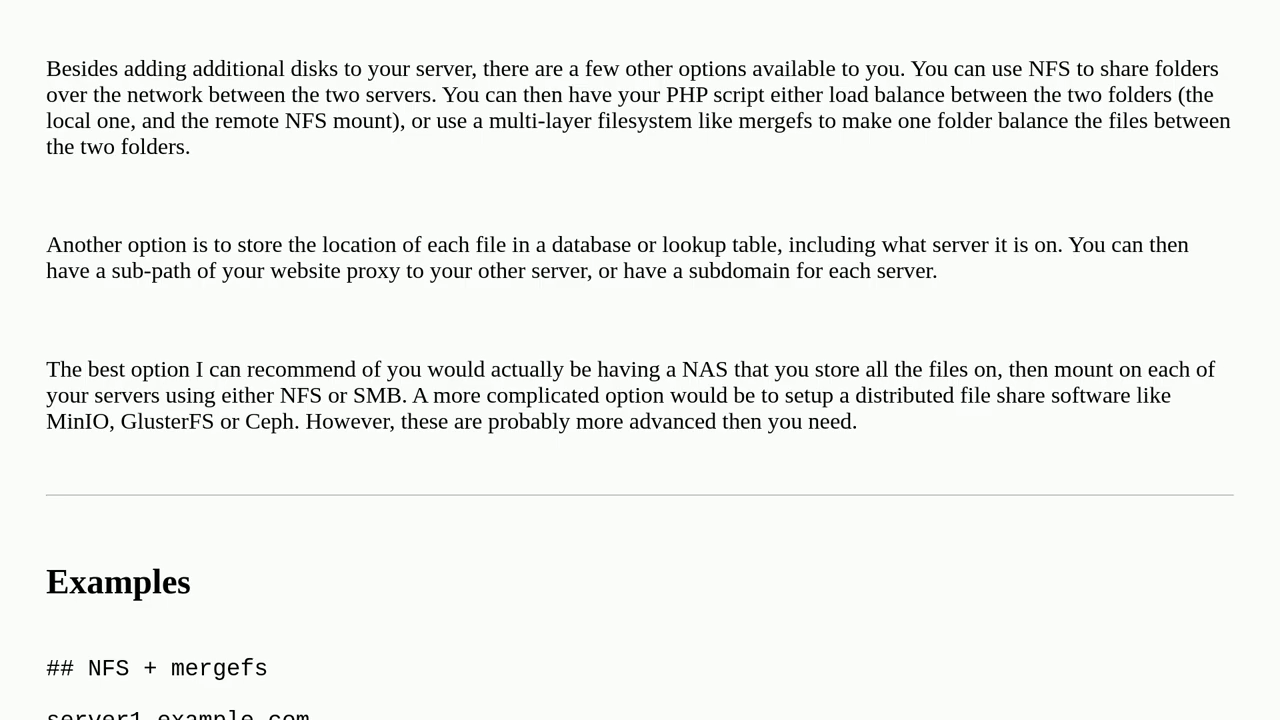 Besides adding additional disks to your server, there are a few other options available to you. You can use NFS to share folders
over the network between the two servers. You can then have your PHP script either load balance between the two folders (the
local one, and the remote NFS mount), or use a multi-layer filesystem like mergefs to make one folder balance the files between
the two folders.
Another option is to store the location of each file in a database or lookup table, including what server it is on. You can then
have a sub-path of your website proxy to your other server, or have a subdomain for each server.
The best option I can recommend of you would actually be having a NAS that you store all the files on, then mount on each of
your servers using either NFS or SMB. A more complicated option would be to setup a distributed file share software like
MinIO, GlusterFS or Ceph. However, these are probably more advanced then you need.
Examples
## NFS + mergefs
server1.example.com